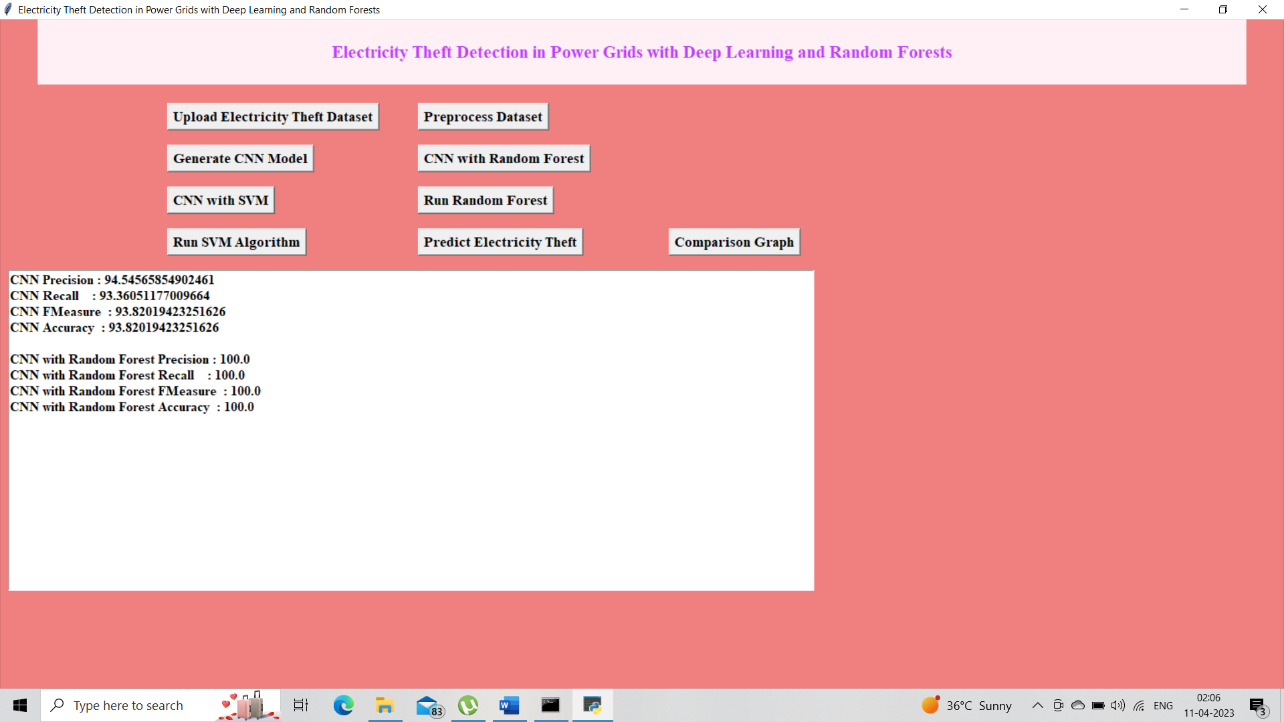 Electricity Theft Detection in Power Grids with Deep Learning and Random Forests
Electricity Theft Detection in Power Grids with Deep Learning and Random Forests
Upload Electricity Theft Dataset
Preprocess Dataset
Generate CNN Model
CNN with Random Forest
CNN with SVM
Run Random Forest
Run SVM Algorithm
Predict Electricity Theft
Comparison Graph
CNN Precision : 94.54565854902461
CNN Recall : 93.36051177009664
CNN FMeasure : 93.82019423251626
CNN Accuracy : 93.82019423251626
CNN with Random Forest Precision : 100.0
CNN with Random Forest Recall : 100.0
CNN with Random Forest FMeasure : 100.0
CNN with Random Forest Accuracy : 100.0
Type here to search
83
W
36°C Sunny
ENG
02:06
11-04-2023
3